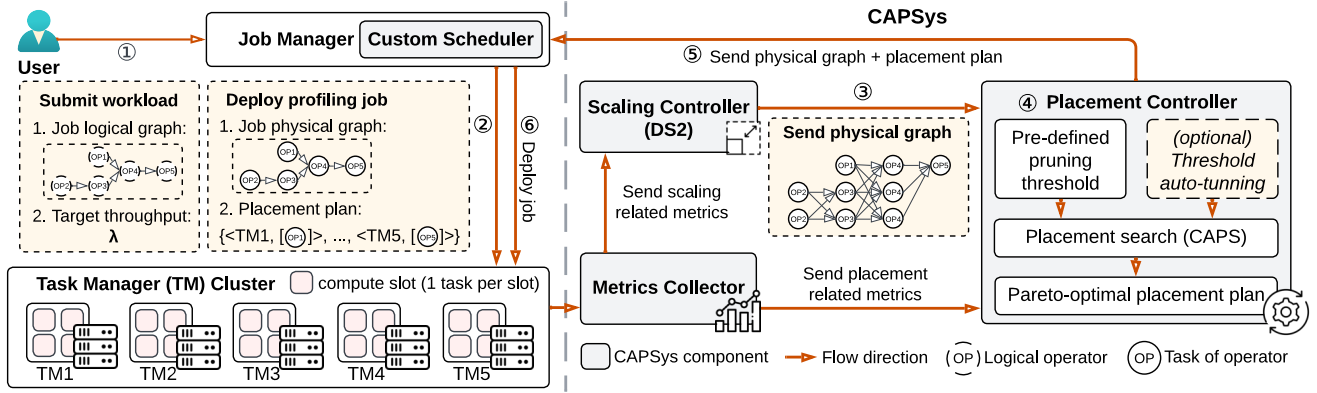 CAPSys
User
①
Job Manager
Custom Scheduler
⑤ Send physical graph + placement plan
Submit workload
1. Job logical graph:
OP1
OP4
OP5
OP2
OP3
2. Target throughput:
λ
Deploy profiling job
1. Job physical graph:
OP1
OP4
OP5
OP2
OP3
2. Placement plan:
{<TM1, [OP1]>, ..., <TM5, [OP5]>}
②
⑥ Deploy job
Scaling Controller
(DS2)
③
Send physical graph
OP1
OP4
OP5
OP2
OP3
OP4
OP2
OP3
OP4
Send scaling
related metrics
④ Placement Controller
Pre-defined
pruning
threshold
(optional)
Threshold
auto-tunning
Placement search (CAPS)
Pareto-optimal placement plan
Metrics Collector
Send placement
related metrics
Task Manager (TM) Cluster
compute slot (1 task per slot)
TM1
TM2
TM3
TM4
TM5
CAPSys component
Flow direction
OP
Logical operator
OP
Task of operator